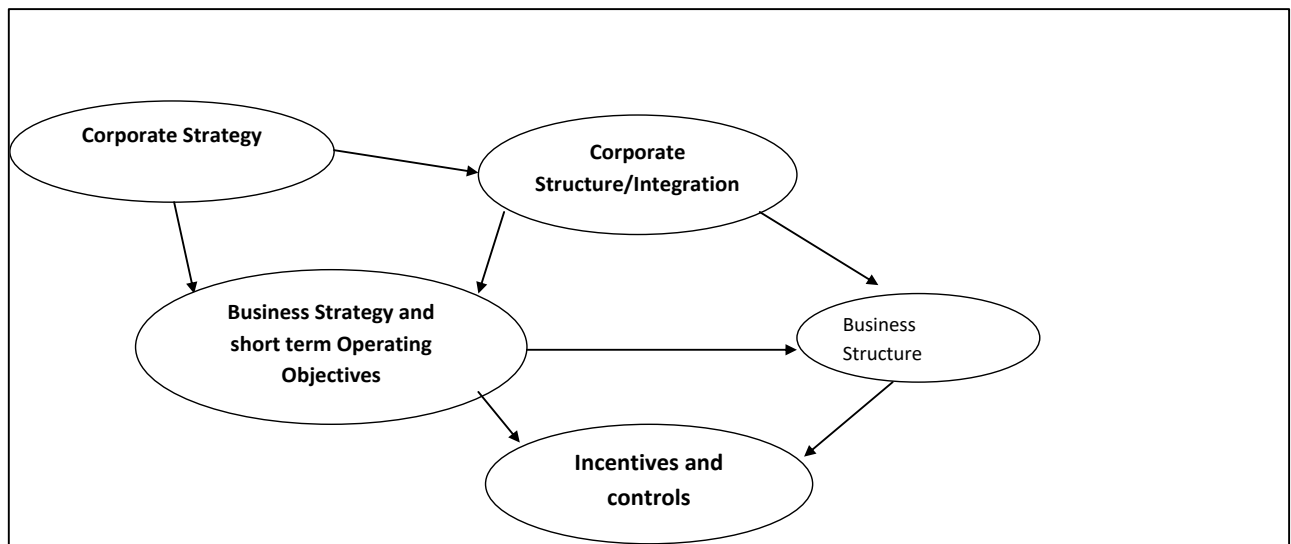 Corporate Strategy
Corporate
Structure/Integration
Business Strategy and
short term Operating
Objectives
Business
Structure
Incentives and
controls